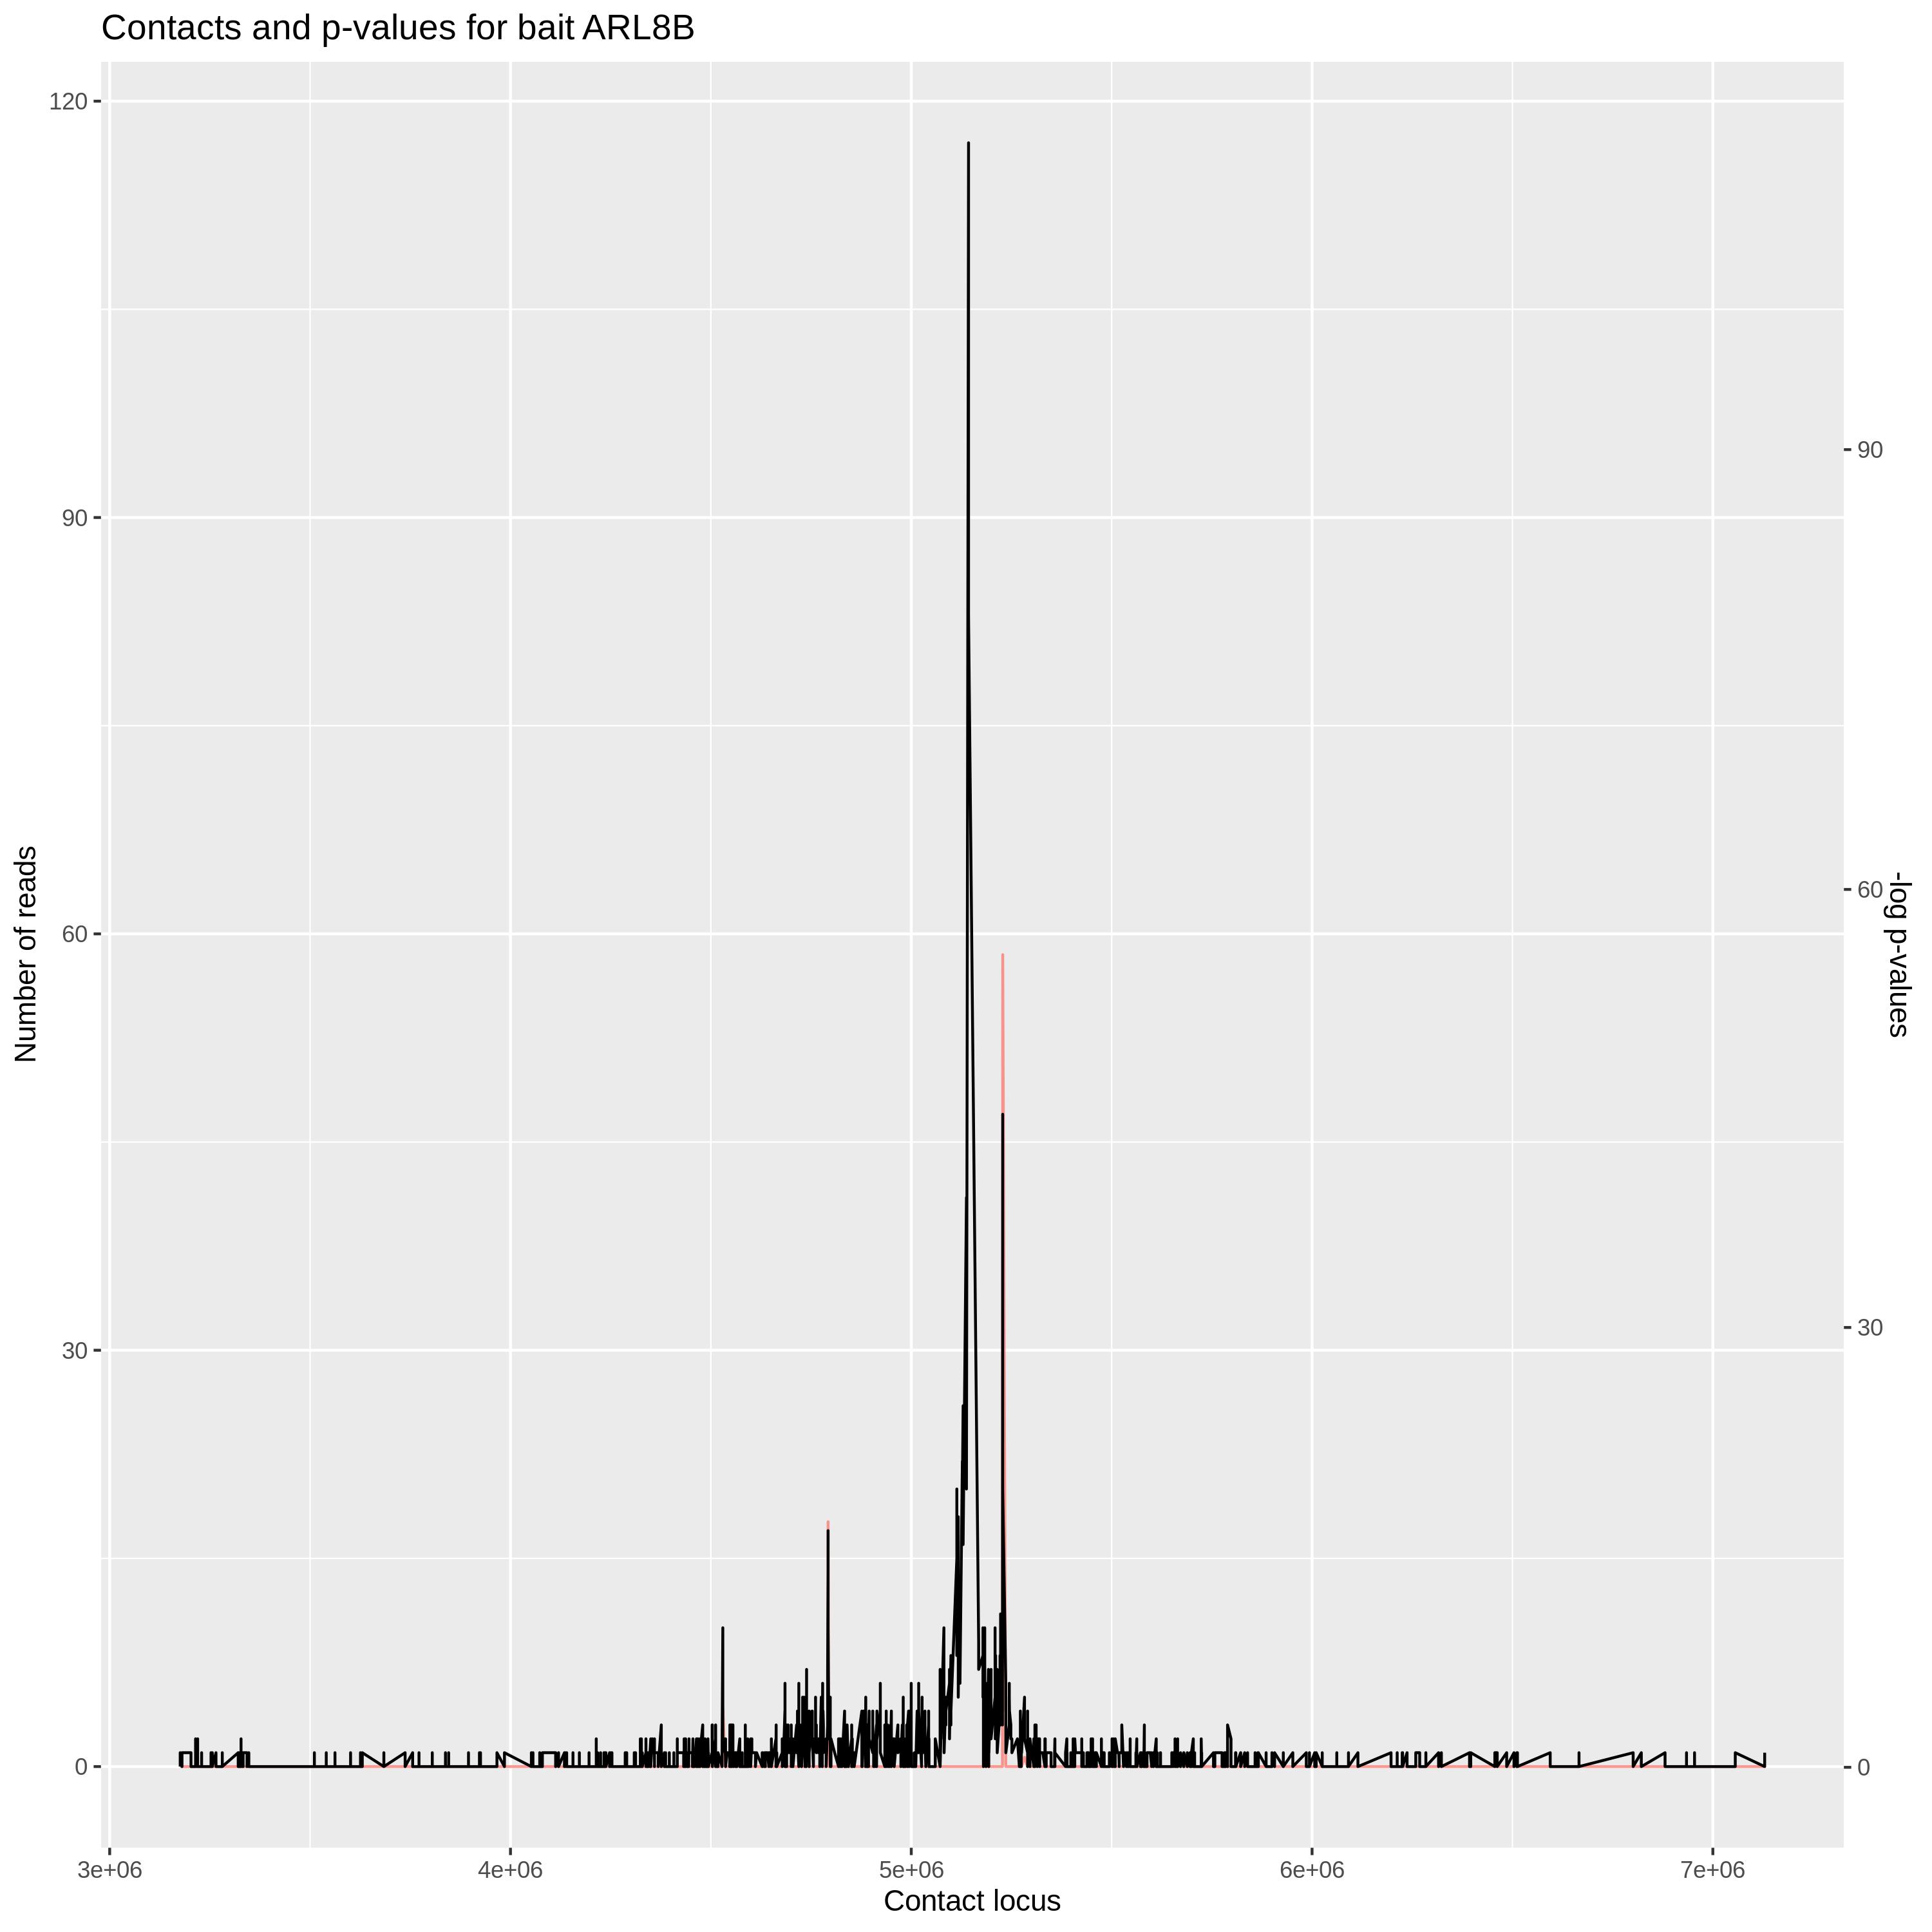 Contacts and p-values for bait ARL8B
120
90
60
30
0
Number of reads
90
60
30
0
-log p-values
3e+06
4e+06
5e+06
6e+06
7e+06
Contact locus